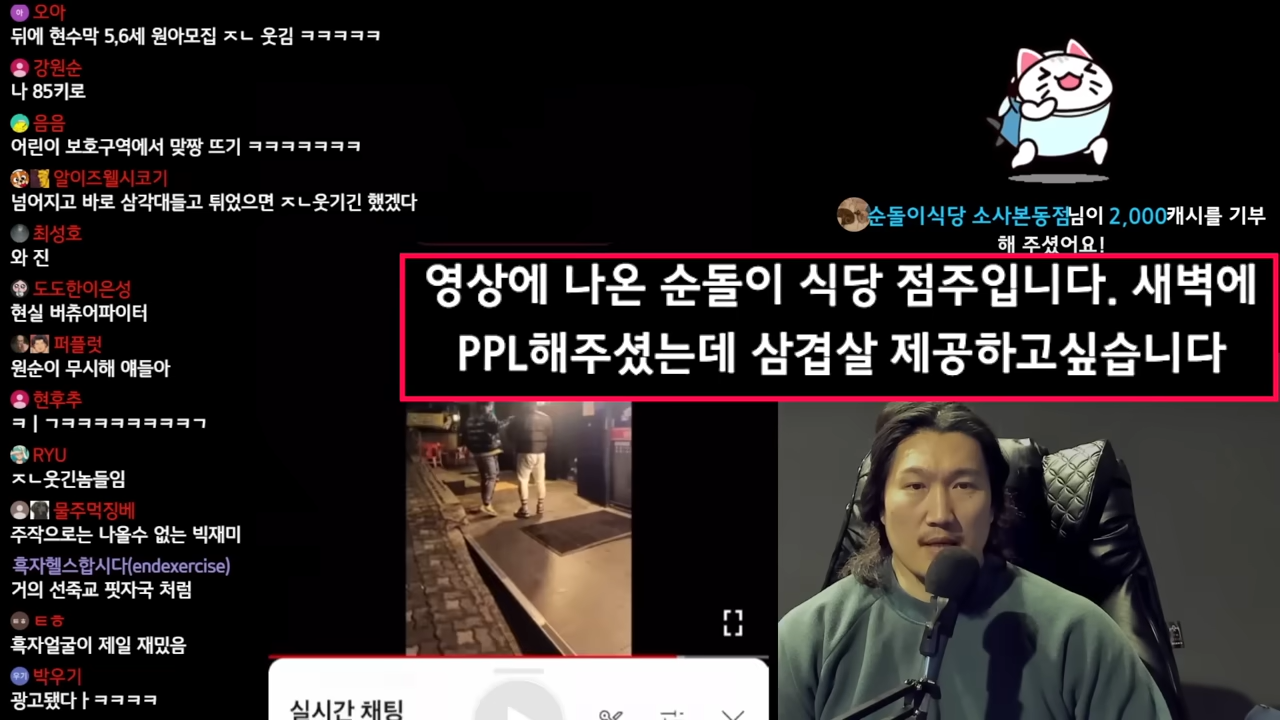 오아
뒤에 현수막 5,6세 원아모집 ㅈㄴ 웃김 ㅋㅋㅋㅋㅋ
강원순
나 85키로
음음
어린이 보호구역에서 맞짱 뜨기 ㅋㅋㅋㅋㅋㅋㅋ
알이즈웰시코기
넘어지고 바로 삼각대들고 튀었으면 ㅈㄴ웃기긴 했겠다
최성호
와 진
도도한이은성
현실 버츄어파이터
퍼플럿
원순이 무시해 얘들아
현후추
ㅋㅣㄱㅋㅋㅋㅋㅋㅋㅋㅋㅋㄱ
RYU
ㅈㄴ웃긴놈들임
물주먹징베
주작으로는 나올수 없는 빅재미
흑자헬스합시다(endexercise)
거의 선죽교 핏자국 처럼
ㅌㅎ
흑자얼굴이 제일 재밌음
박우기
광고됐다ㅏㅋㅋㅋㅋ
순돌이식당 소사본동점님이 2,000캐시를 기부
해 주셨어요!
영상에 나온 순돌이 식당 점주입니다. 새벽에
PPL해주셨는데 삼겹살 제공하고싶습니다
실시간 채팅